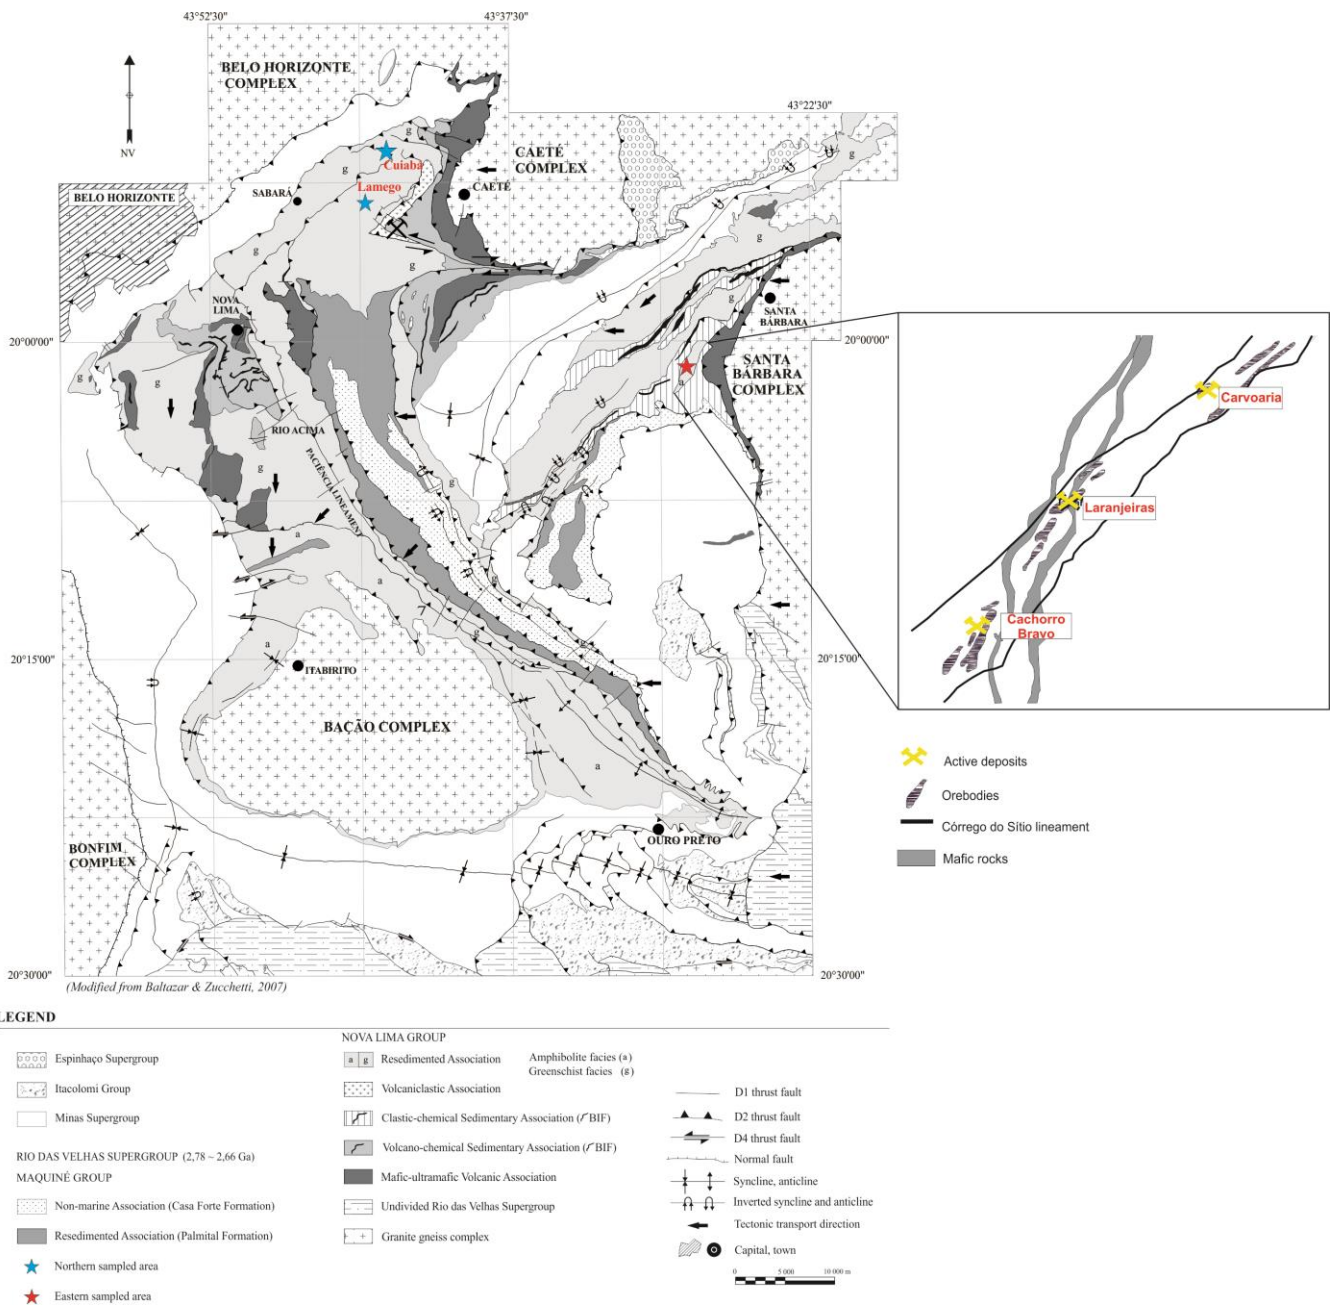 43°52'30"
43°37'30"
BELO HORIZONTE
COMPLEX
43°22'30"
NV
g
CAETÉ
COMPLEX
g
Cuiabá
g
Lamego
CAETÉ
SABARÁ
BELO HORIZONTE
g
g
g
g
NOVA
LIMA
SANTA
BÁRBARA
20°00'00"
20°00'00"
SANTA
BÁRBARA
COMPLEX
g
g
a
RIO ACIMA
g
PACIÊNCIA LINEAMENT
g
a
a
g
g
g
20°15'00"
20°15'00"
a
ITABIRITO
BAÇÃO COMPLEX
a
OURO PRETO
BONFIM
COMPLEX
20°30'00"
20°30'00"
(Modified from Baltazar & Zucchetti, 2007)
Carvoaria
Laranjeiras
Cachorro
Bravo
Active deposits
Orebodies
Córrego do Sítio lineament
Mafic rocks
LEGEND
Espinhaço Supergroup
Itacolomi Group
Minas Supergroup
RIO DAS VELHAS SUPERGROUP (2,78 ~ 2,66 Ga)
MAQUINÉ GROUP
Non-marine Association (Casa Forte Formation)
Resedimented Association (Palmital Formation)
Northern sampled area
Eastern sampled area
NOVA LIMA GROUP
a g Resedimented Association Amphibolite facies (a)
Greenschist facies (g)
Volcaniclastic Association
Clastic-chemical Sedimentary Association ( BIF)
Volcano-chemical Sedimentary Association ( BIF)
Mafic-ultramafic Volcanic Association
Undivided Rio das Velhas Supergroup
Granite gneiss complex
D1 thrust fault
D2 thrust fault
D4 thrust fault
Normal fault
Syncline, anticline
Inverted syncline and anticline
Tectonic transport direction
Capital, town
0 5 000 10 000 m